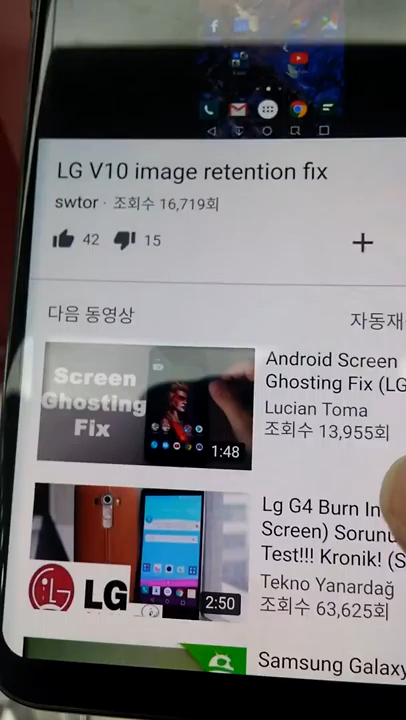 LG V10 image retention fix
swtor · 조회수 16,719회
42 15
다음 동영상 자동재
Screen
Ghosting
Fix
1:48
Android Screen
Ghosting Fix (LG
Lucian Toma
조회수 13,955회
LG
LG
2:50
Lg G4 Burn In
Screen) Sorunu
Test!!! Kronik! (S
Tekno Yanardağ
조회수 63,625회
Samsung Galaxy